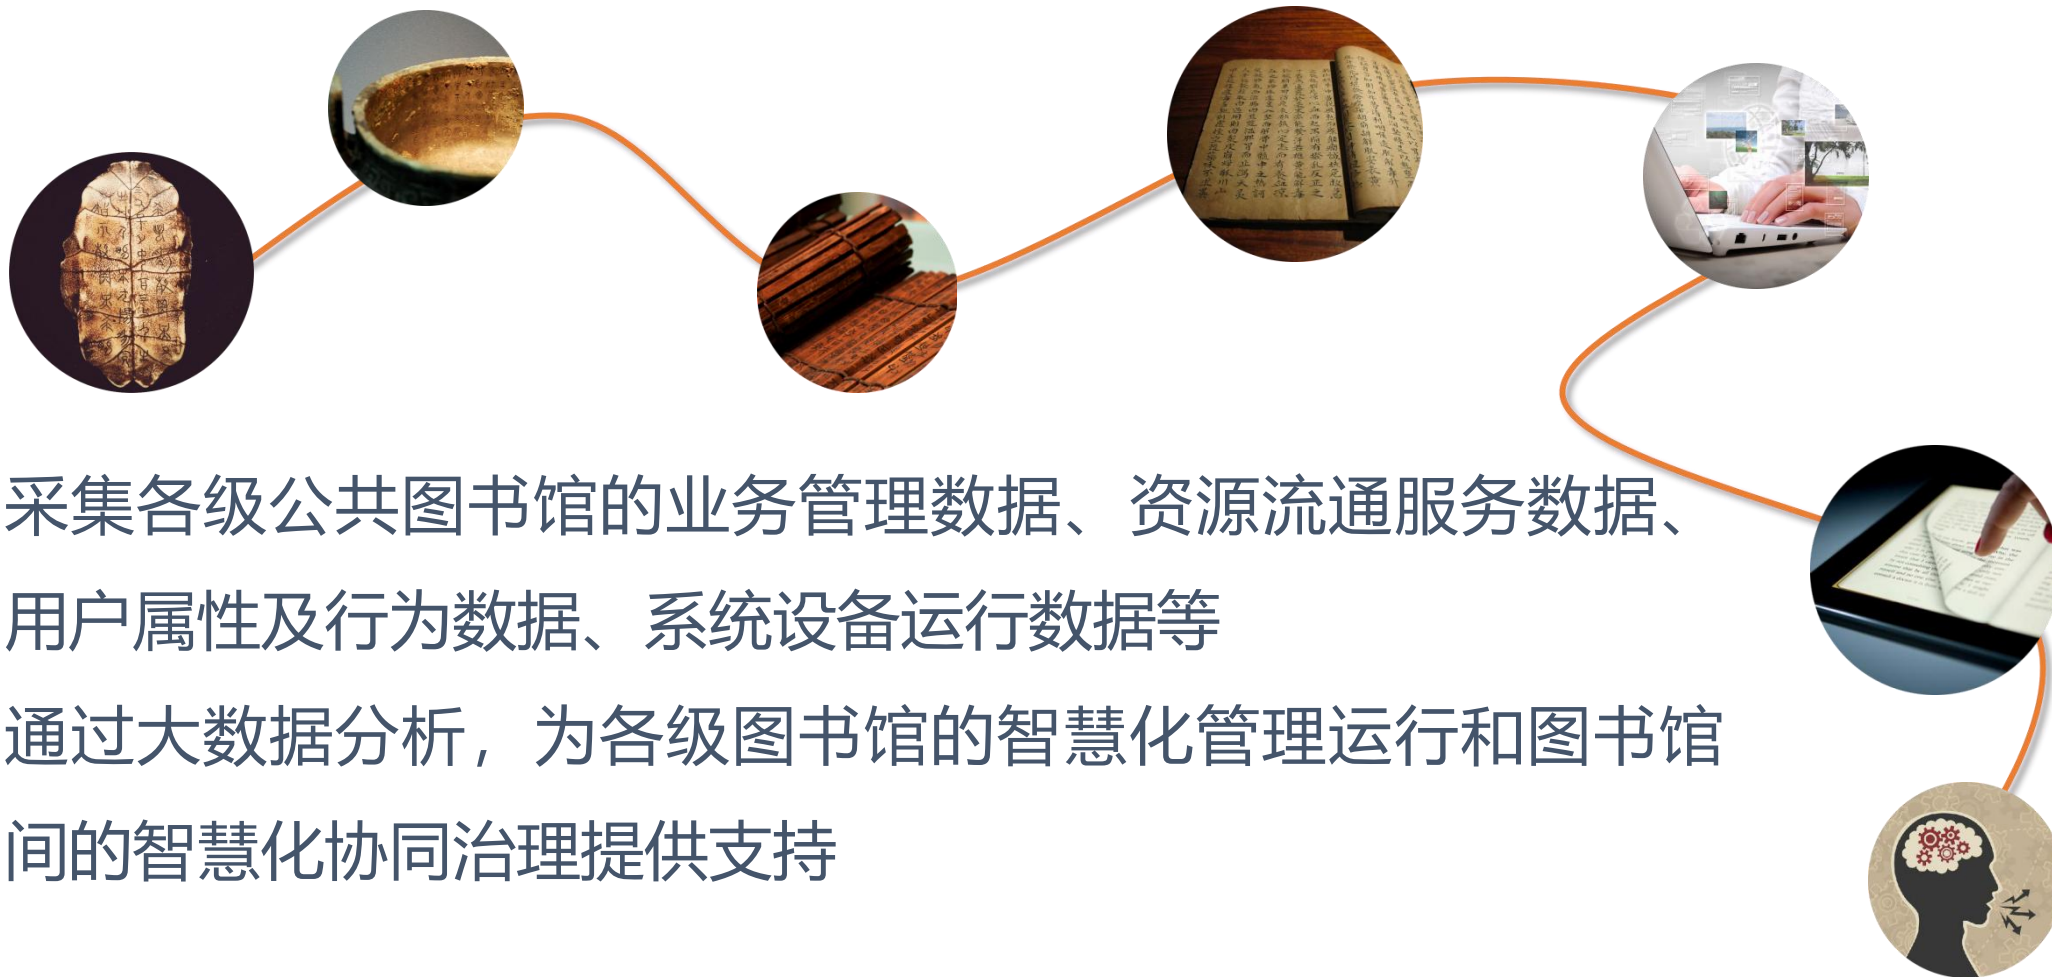 采集各级公共图书馆的业务管理数据、资源流通服务数据、
用户属性及行为数据、系统设备运行数据等
通过大数据分析，为各级图书馆的智慧化管理运行和图书馆
间的智慧化协同治理提供支持